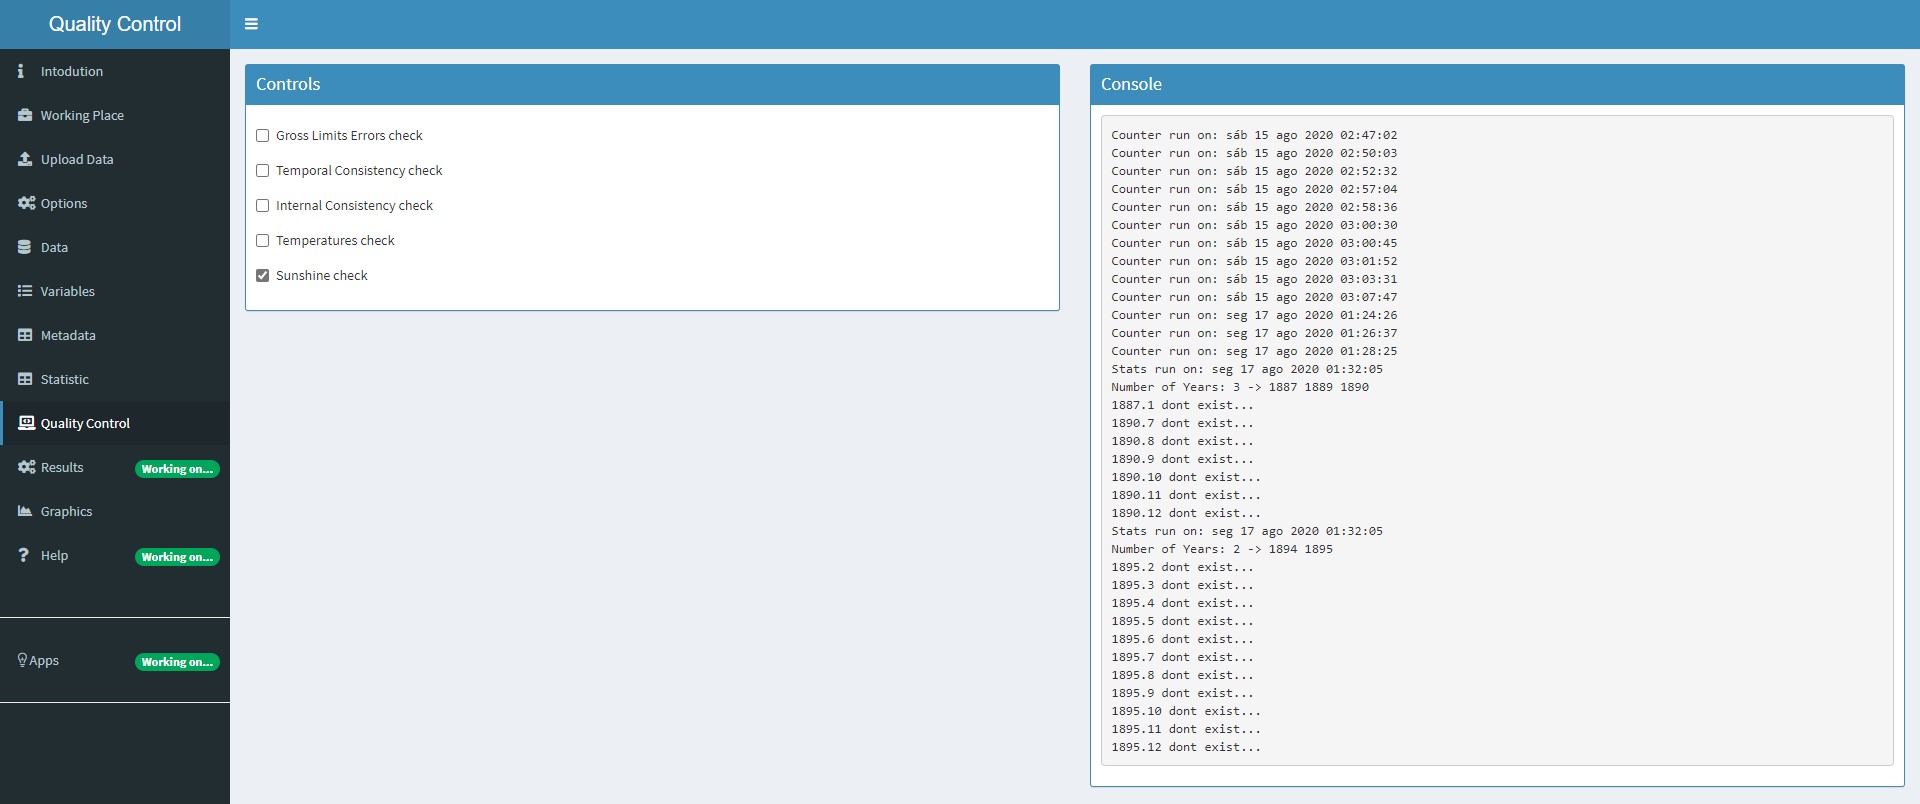 Quality Control
Intodution
Working Place
Upload Data
Options
Data
Variables
Metadata
Statistic
Quality Control
Results Working on...
Graphics
Help Working on...
Apps Working on...
Controls
Gross Limits Errors check
Temporal Consistency check
Internal Consistency check
Temperatures check
Sunshine check
Console
Counter run on: sáb 15 ago 2020 02:47:02
Counter run on: sáb 15 ago 2020 02:50:03
Counter run on: sáb 15 ago 2020 02:52:32
Counter run on: sáb 15 ago 2020 02:57:04
Counter run on: sáb 15 ago 2020 02:58:36
Counter run on: sáb 15 ago 2020 03:00:30
Counter run on: sáb 15 ago 2020 03:00:45
Counter run on: sáb 15 ago 2020 03:01:52
Counter run on: sáb 15 ago 2020 03:03:31
Counter run on: sáb 15 ago 2020 03:07:47
Counter run on: seg 17 ago 2020 01:24:26
Counter run on: seg 17 ago 2020 01:26:37
Counter run on: seg 17 ago 2020 01:28:25
Stats run on: seg 17 ago 2020 01:32:05
Number of Years: 3 -> 1887 1889 1890
1887.1 dont exist...
1890.7 dont exist...
1890.8 dont exist...
1890.9 dont exist...
1890.10 dont exist...
1890.11 dont exist...
1890.12 dont exist...
Stats run on: seg 17 ago 2020 01:32:05
Number of Years: 2 -> 1894 1895
1895.2 dont exist...
1895.3 dont exist...
1895.4 dont exist...
1895.5 dont exist...
1895.6 dont exist...
1895.7 dont exist...
1895.8 dont exist...
1895.9 dont exist...
1895.10 dont exist...
1895.11 dont exist...
1895.12 dont exist...